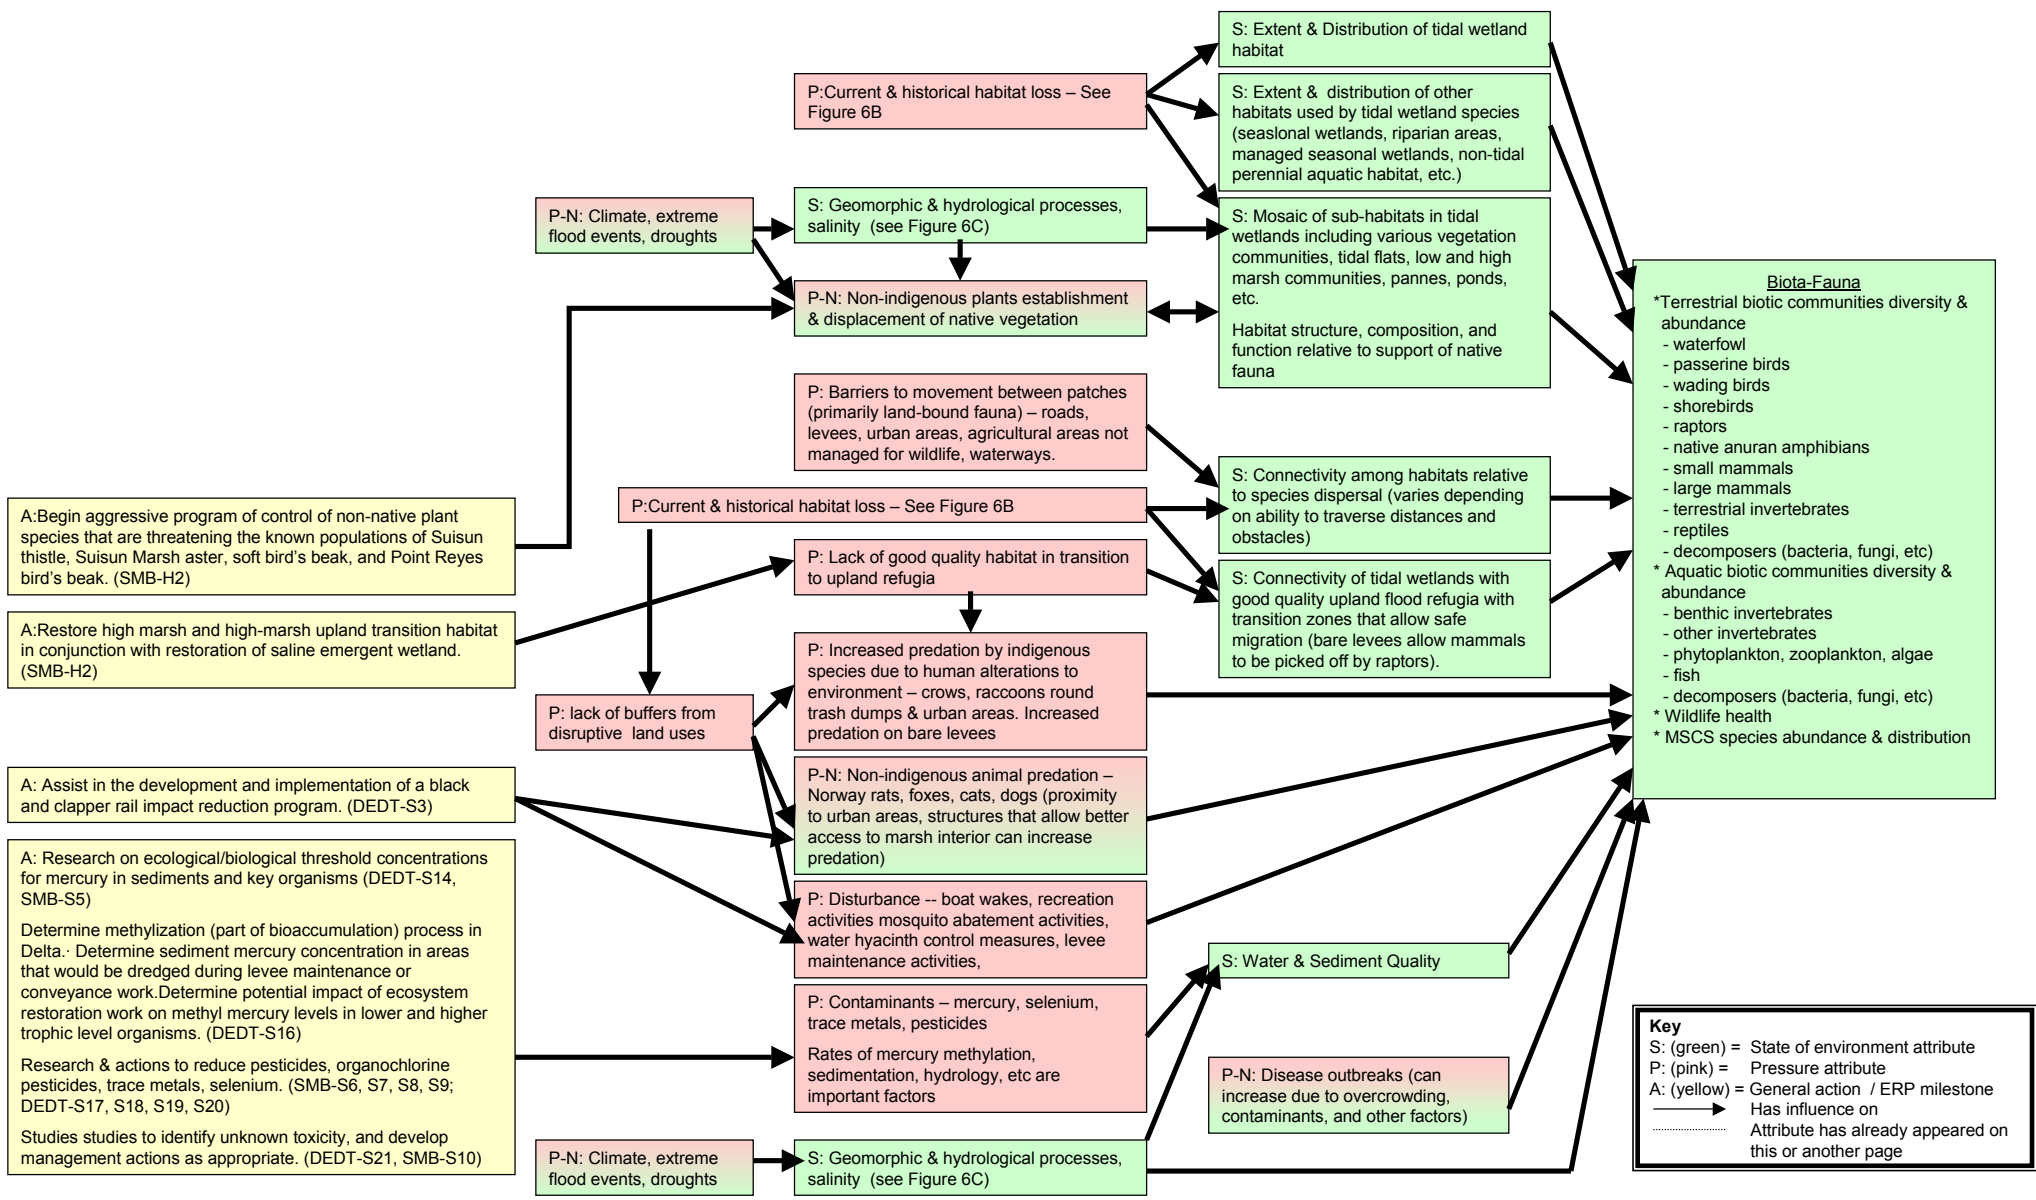 S: Extent & Distribution of tidal wetland
habitat
P:Current & historical habitat loss – See
Figure 6B
S: Extent &  distribution of other
habitats used by tidal wetland species
(seaslonal wetlands, riparian areas,
managed seasonal wetlands, non-tidal
perennial aquatic habitat, etc.)
P-N: Climate, extreme
flood events, droughts
S: Geomorphic & hydrological processes,
salinity  (see Figure 6C)
S: Mosaic of sub-habitats in tidal
wetlands including various vegetation
communities, tidal flats, low and high
marsh communities, pannes, ponds,
etc.
Habitat structure, composition, and
function relative to support of native
fauna
P-N: Non-indigenous plants establishment
& displacement of native vegetation
P: Barriers to movement between patches
(primarily land-bound fauna) – roads,
levees, urban areas, agricultural areas not
managed for wildlife, waterways.
S: Connectivity among habitats relative
to species dispersal (varies depending
on ability to traverse distances and
obstacles)
P:Current & historical habitat loss – See Figure 6B
A:Begin aggressive program of control of non-native plant
species that are threatening the known populations of Suisun
thistle, Suisun Marsh aster, soft bird's beak, and Point Reyes
bird's beak. (SMB-H2)
P: Lack of good quality habitat in transition
to upland refugia
S: Connectivity of tidal wetlands with
good quality upland flood refugia with
transition zones that allow safe
migration (bare levees allow mammals
to be picked off by raptors).
A:Restore high marsh and high-marsh upland transition habitat
in conjunction with restoration of saline emergent wetland.
(SMB-H2)
P: Increased predation by indigenous
species due to human alterations to
environment – crows, raccoons round
trash dumps & urban areas. Increased
predation on bare levees
P: lack of buffers from
disruptive  land uses
A: Assist in the development and implementation of a black
and clapper rail impact reduction program. (DEDT-S3)
P-N: Non-indigenous animal predation –
Norway rats, foxes, cats, dogs (proximity
to urban areas, structures that allow better
access to marsh interior can increase
predation)
A: Research on ecological/biological threshold concentrations
for mercury in sediments and key organisms (DEDT-S14,
SMB-S5)
Determine methylization (part of bioaccumulation) process in
Delta.· Determine sediment mercury concentration in areas
that would be dredged during levee maintenance or
conveyance work.Determine potential impact of ecosystem
restoration work on methyl mercury levels in lower and higher
trophic level organisms. (DEDT-S16)
Research & actions to reduce pesticides, organochlorine
pesticides, trace metals, selenium. (SMB-S6, S7, S8, S9;
DEDT-S17, S18, S19, S20)
Studies studies to identify unknown toxicity, and develop
management actions as appropriate. (DEDT-S21, SMB-S10)
P: Disturbance -- boat wakes, recreation
activities mosquito abatement activities,
water hyacinth control measures, levee
maintenance activities,
S: Water & Sediment Quality
P: Contaminants – mercury, selenium,
trace metals, pesticides
Rates of mercury methylation,
sedimentation, hydrology, etc are
important factors
P-N: Disease outbreaks (can
increase due to overcrowding,
contaminants, and other factors)
P-N: Climate, extreme
flood events, droughts
S: Geomorphic & hydrological processes,
salinity  (see Figure 6C)
Biota-Fauna
*Terrestrial biotic communities diversity &
abundance
- waterfowl
- passerine birds
- wading birds
- shorebirds
- raptors
- native anuran amphibians
- small mammals
- large mammals
- terrestrial invertebrates
- reptiles
- decomposers (bacteria, fungi, etc)
* Aquatic biotic communities diversity &
abundance
- benthic invertebrates
- other invertebrates
- phytoplankton, zooplankton, algae
- fish
- decomposers (bacteria, fungi, etc)
* Wildlife health
* MSCS species abundance & distribution
Key
S: (green) = State of environment attribute
P: (pink) = Pressure attribute
A: (yellow) = General action  / ERP milestone
Has influence on
Attribute has already appeared on
this or another page